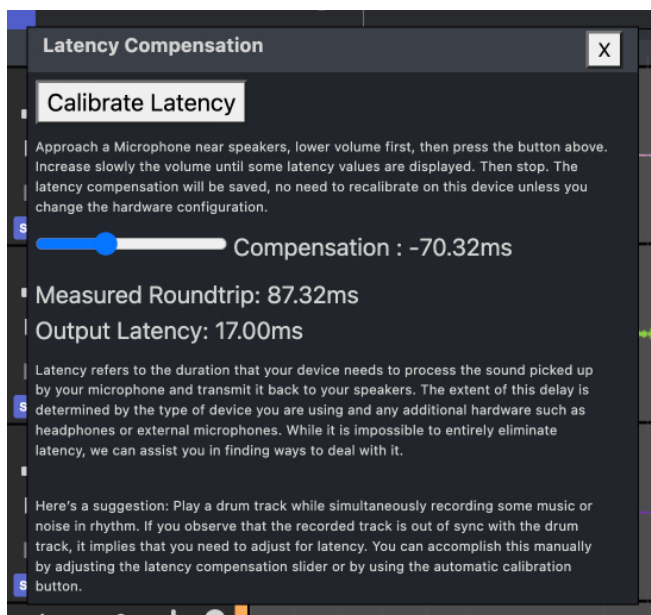 Latency Compensation
X
Calibrate Latency
Approach a Microphone near speakers, lower volume first, then press the button above.
Increase slowly the volume until some latency values are displayed. Then stop. The
latency compensation will be saved, no need to recalibrate on this device unless you
change the hardware configuration.
Compensation : -70.32ms
Measured Roundtrip: 87.32ms
Output Latency: 17.00ms
Latency refers to the duration that your device needs to process the sound picked up
by your microphone and transmit it back to your speakers. The extent of this delay is
determined by the type of device you are using and any additional hardware such as
headphones or external microphones. While it is impossible to entirely eliminate
latency, we can assist you in finding ways to deal with it.
Here's a suggestion: Play a drum track while simultaneously recording some music or
noise in rhythm. If you observe that the recorded track is out of sync with the drum
track, it implies that you need to adjust for latency. You can accomplish this manually
by adjusting the latency compensation slider or by using the automatic calibration
button.